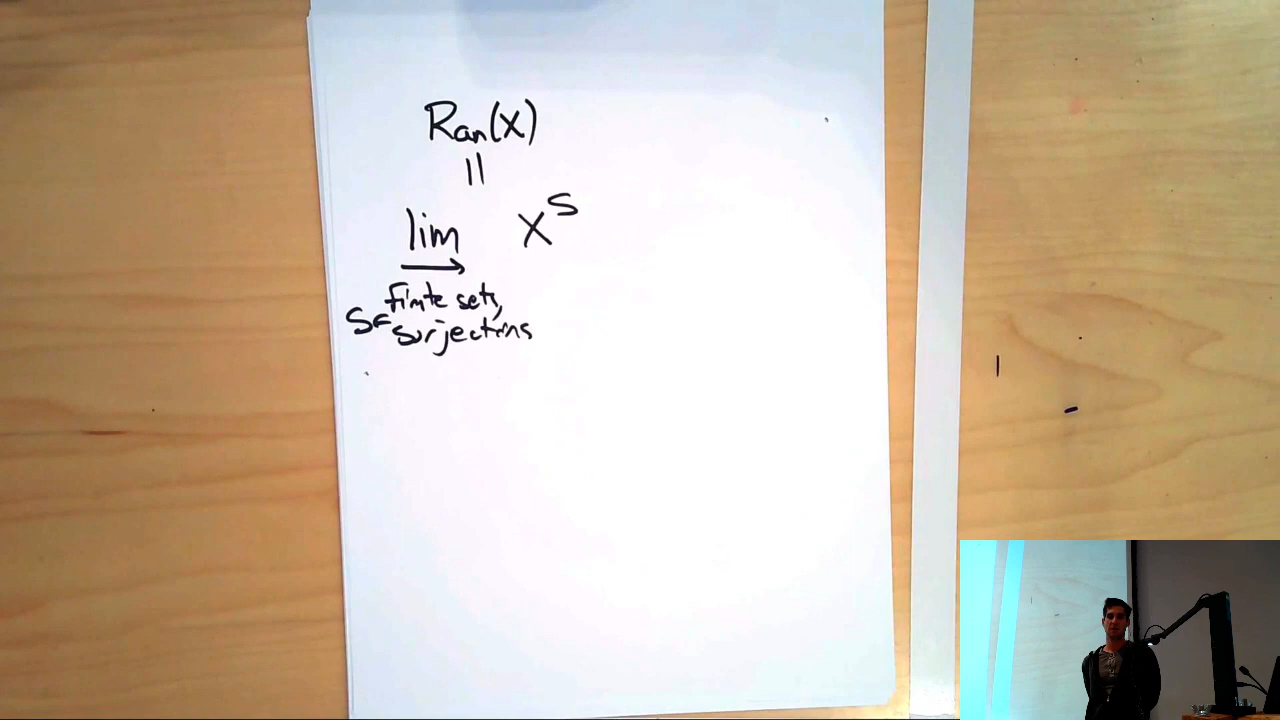 Ran(X)
||
lim X^S
→
S∈ finite sets,
surjections